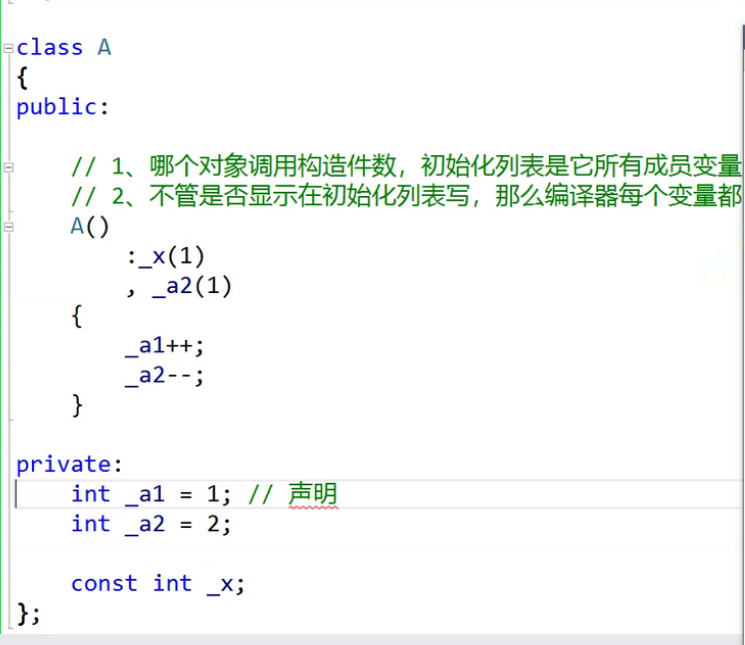 class A
{
public:
// 1、哪个对象调用构造件数，初始化列表是它所有成员变量
// 2、不管是否显示在初始化列表写，那么编译器每个变量都
A()
:_x(1)
, _a2(1)
{
_a1++;
_a2--;
}
private:
int _a1 = 1; // 声明
int _a2 = 2;
const int _x;
};